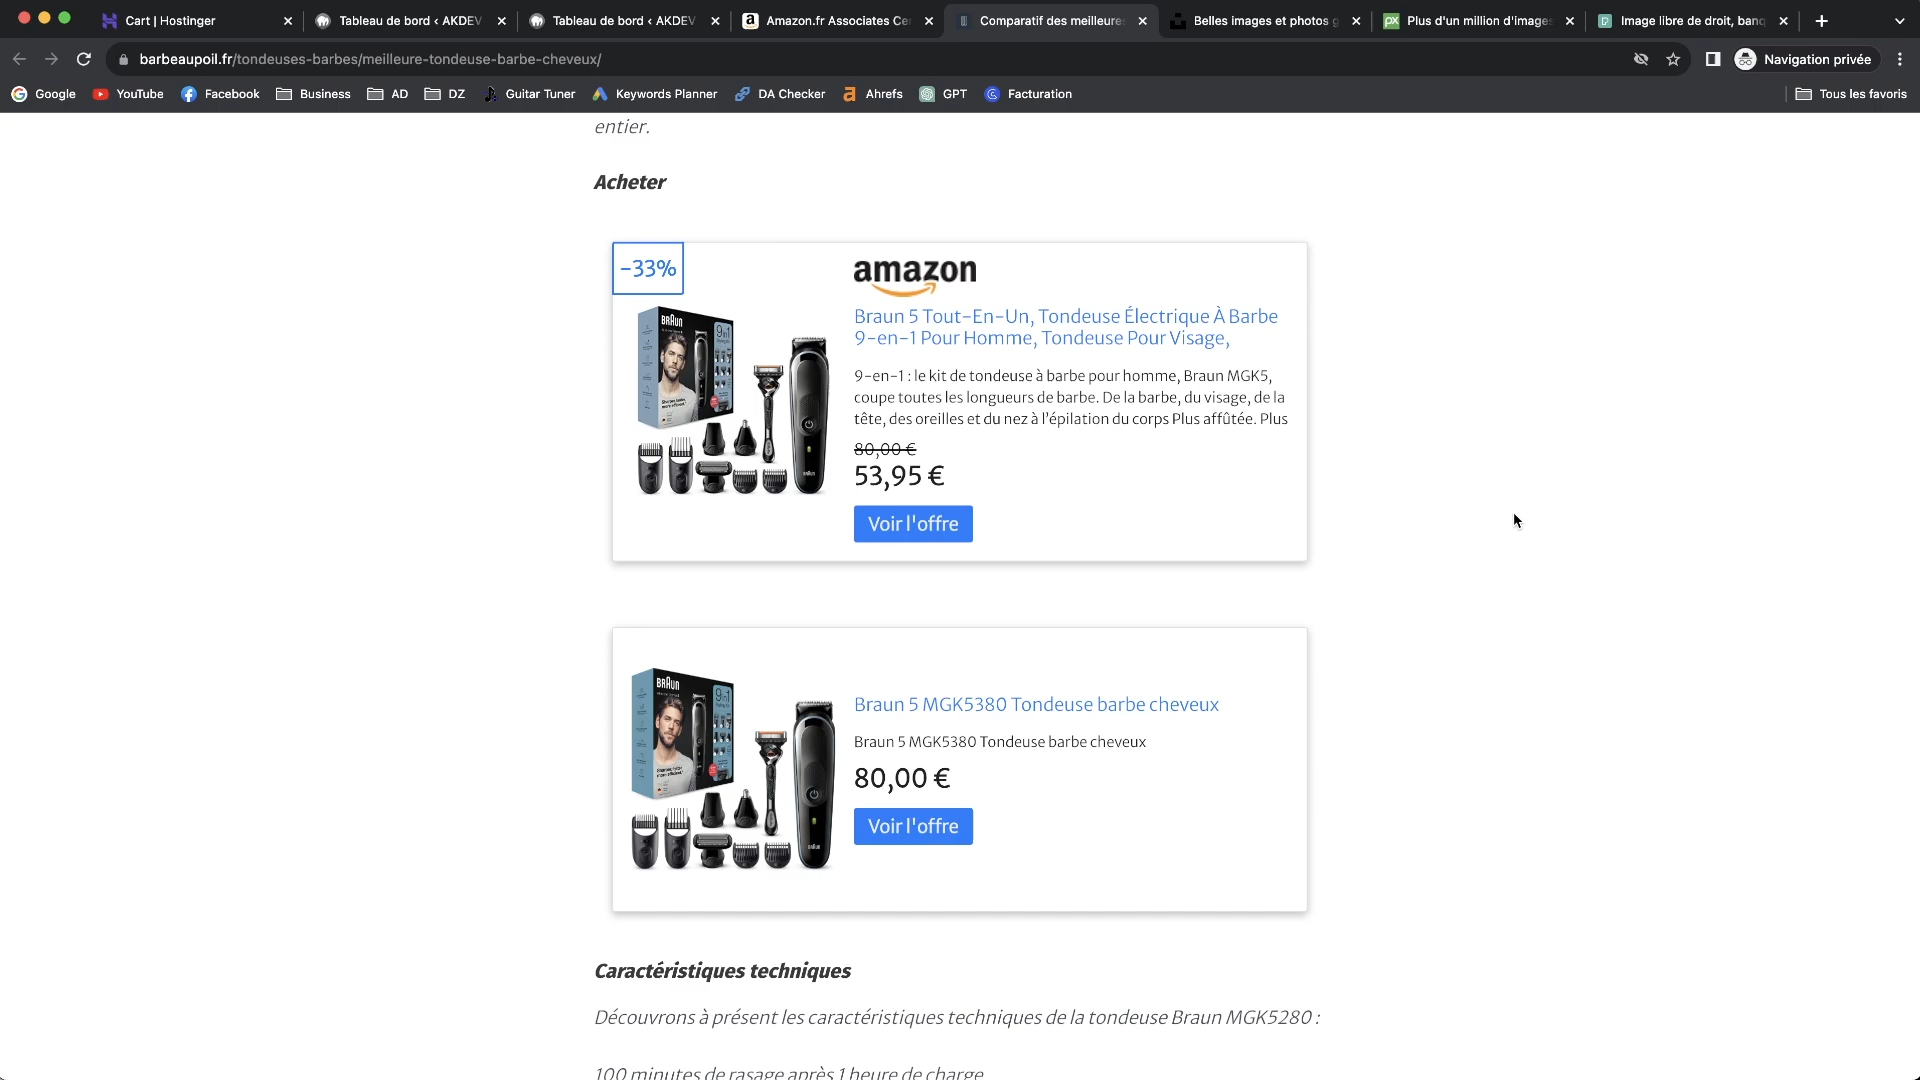 Cart | Hostinger
Tableau de bord ‹ AKDEV
Tableau de bord ‹ AKDEV
Amazon.fr Associates Ce
Comparatif des meilleure
Belles images et photos g
Plus d'un million d'images
Image libre de droit, banq
barbeaupoil.fr/tondeuses-barbes/meilleure-tondeuse-barbe-cheveux/
Navigation privée
Google
YouTube
Facebook
Business
AD
DZ
Guitar Tuner
Keywords Planner
DA Checker
Ahrefs
GPT
Facturation
Tous les favoris
entier.
Acheter
-33%
amazon
Braun 5 Tout-En-Un, Tondeuse Électrique À Barbe
9-en-1 Pour Homme, Tondeuse Pour Visage,
9-en-1 : le kit de tondeuse à barbe pour homme, Braun MGK5,
coupe toutes les longueurs de barbe. De la barbe, du visage, de la
tête, des oreilles et du nez à l’épilation du corps Plus affûtée. Plus
80,00 €
53,95 €
Voir l'offre
BRAUN
9in1
Braun 5 MGK5380 Tondeuse barbe cheveux
Braun 5 MGK5380 Tondeuse barbe cheveux
80,00 €
Voir l'offre
BRAUN
9in1
Caractéristiques techniques
Découvrons à présent les caractéristiques techniques de la tondeuse Braun MGK5280 :
100 minutes de rasage après 1 heure de charge